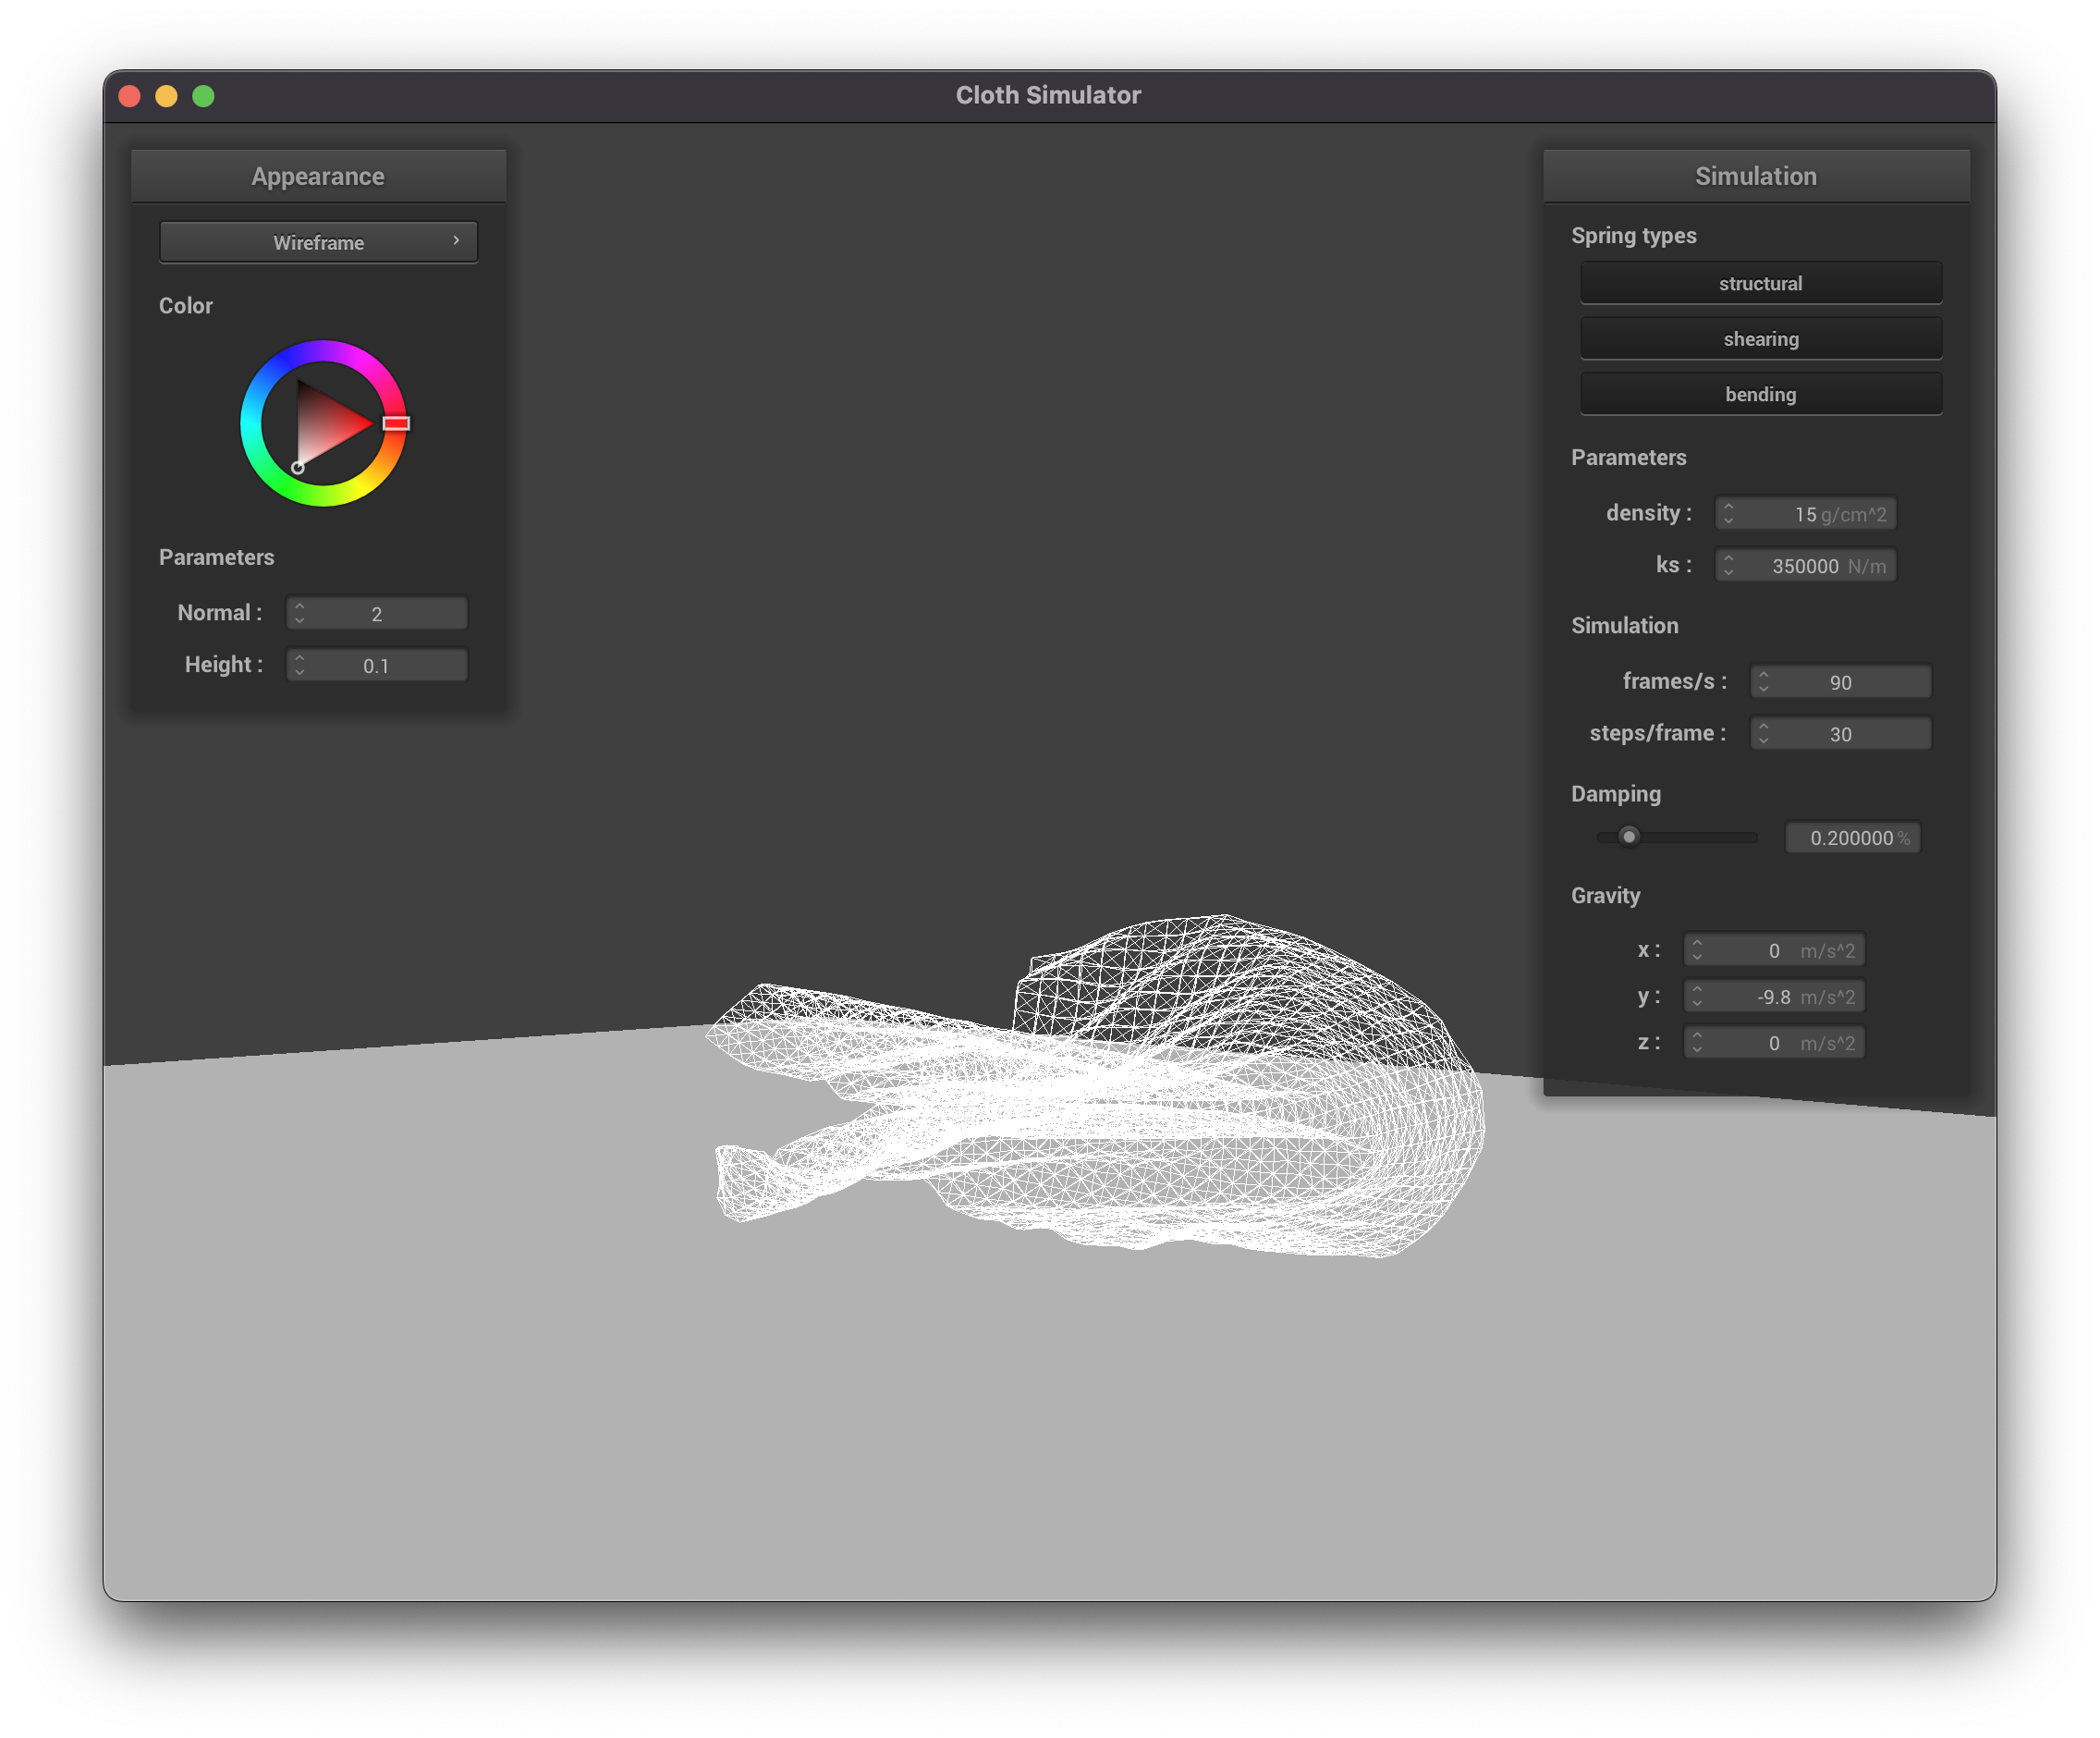 Cloth Simulator
Appearance
Wireframe
Color
Parameters
Normal : 2
Height : 0.1
Simulation
Spring types
structural
shearing
bending
Parameters
density : 15 g/cm^2
ks : 350000 N/m
Simulation
frames/s : 90
steps/frame : 30
Damping
0.200000 %
Gravity
x : 0 m/s^2
y : -9.8 m/s^2
z : 0 m/s^2